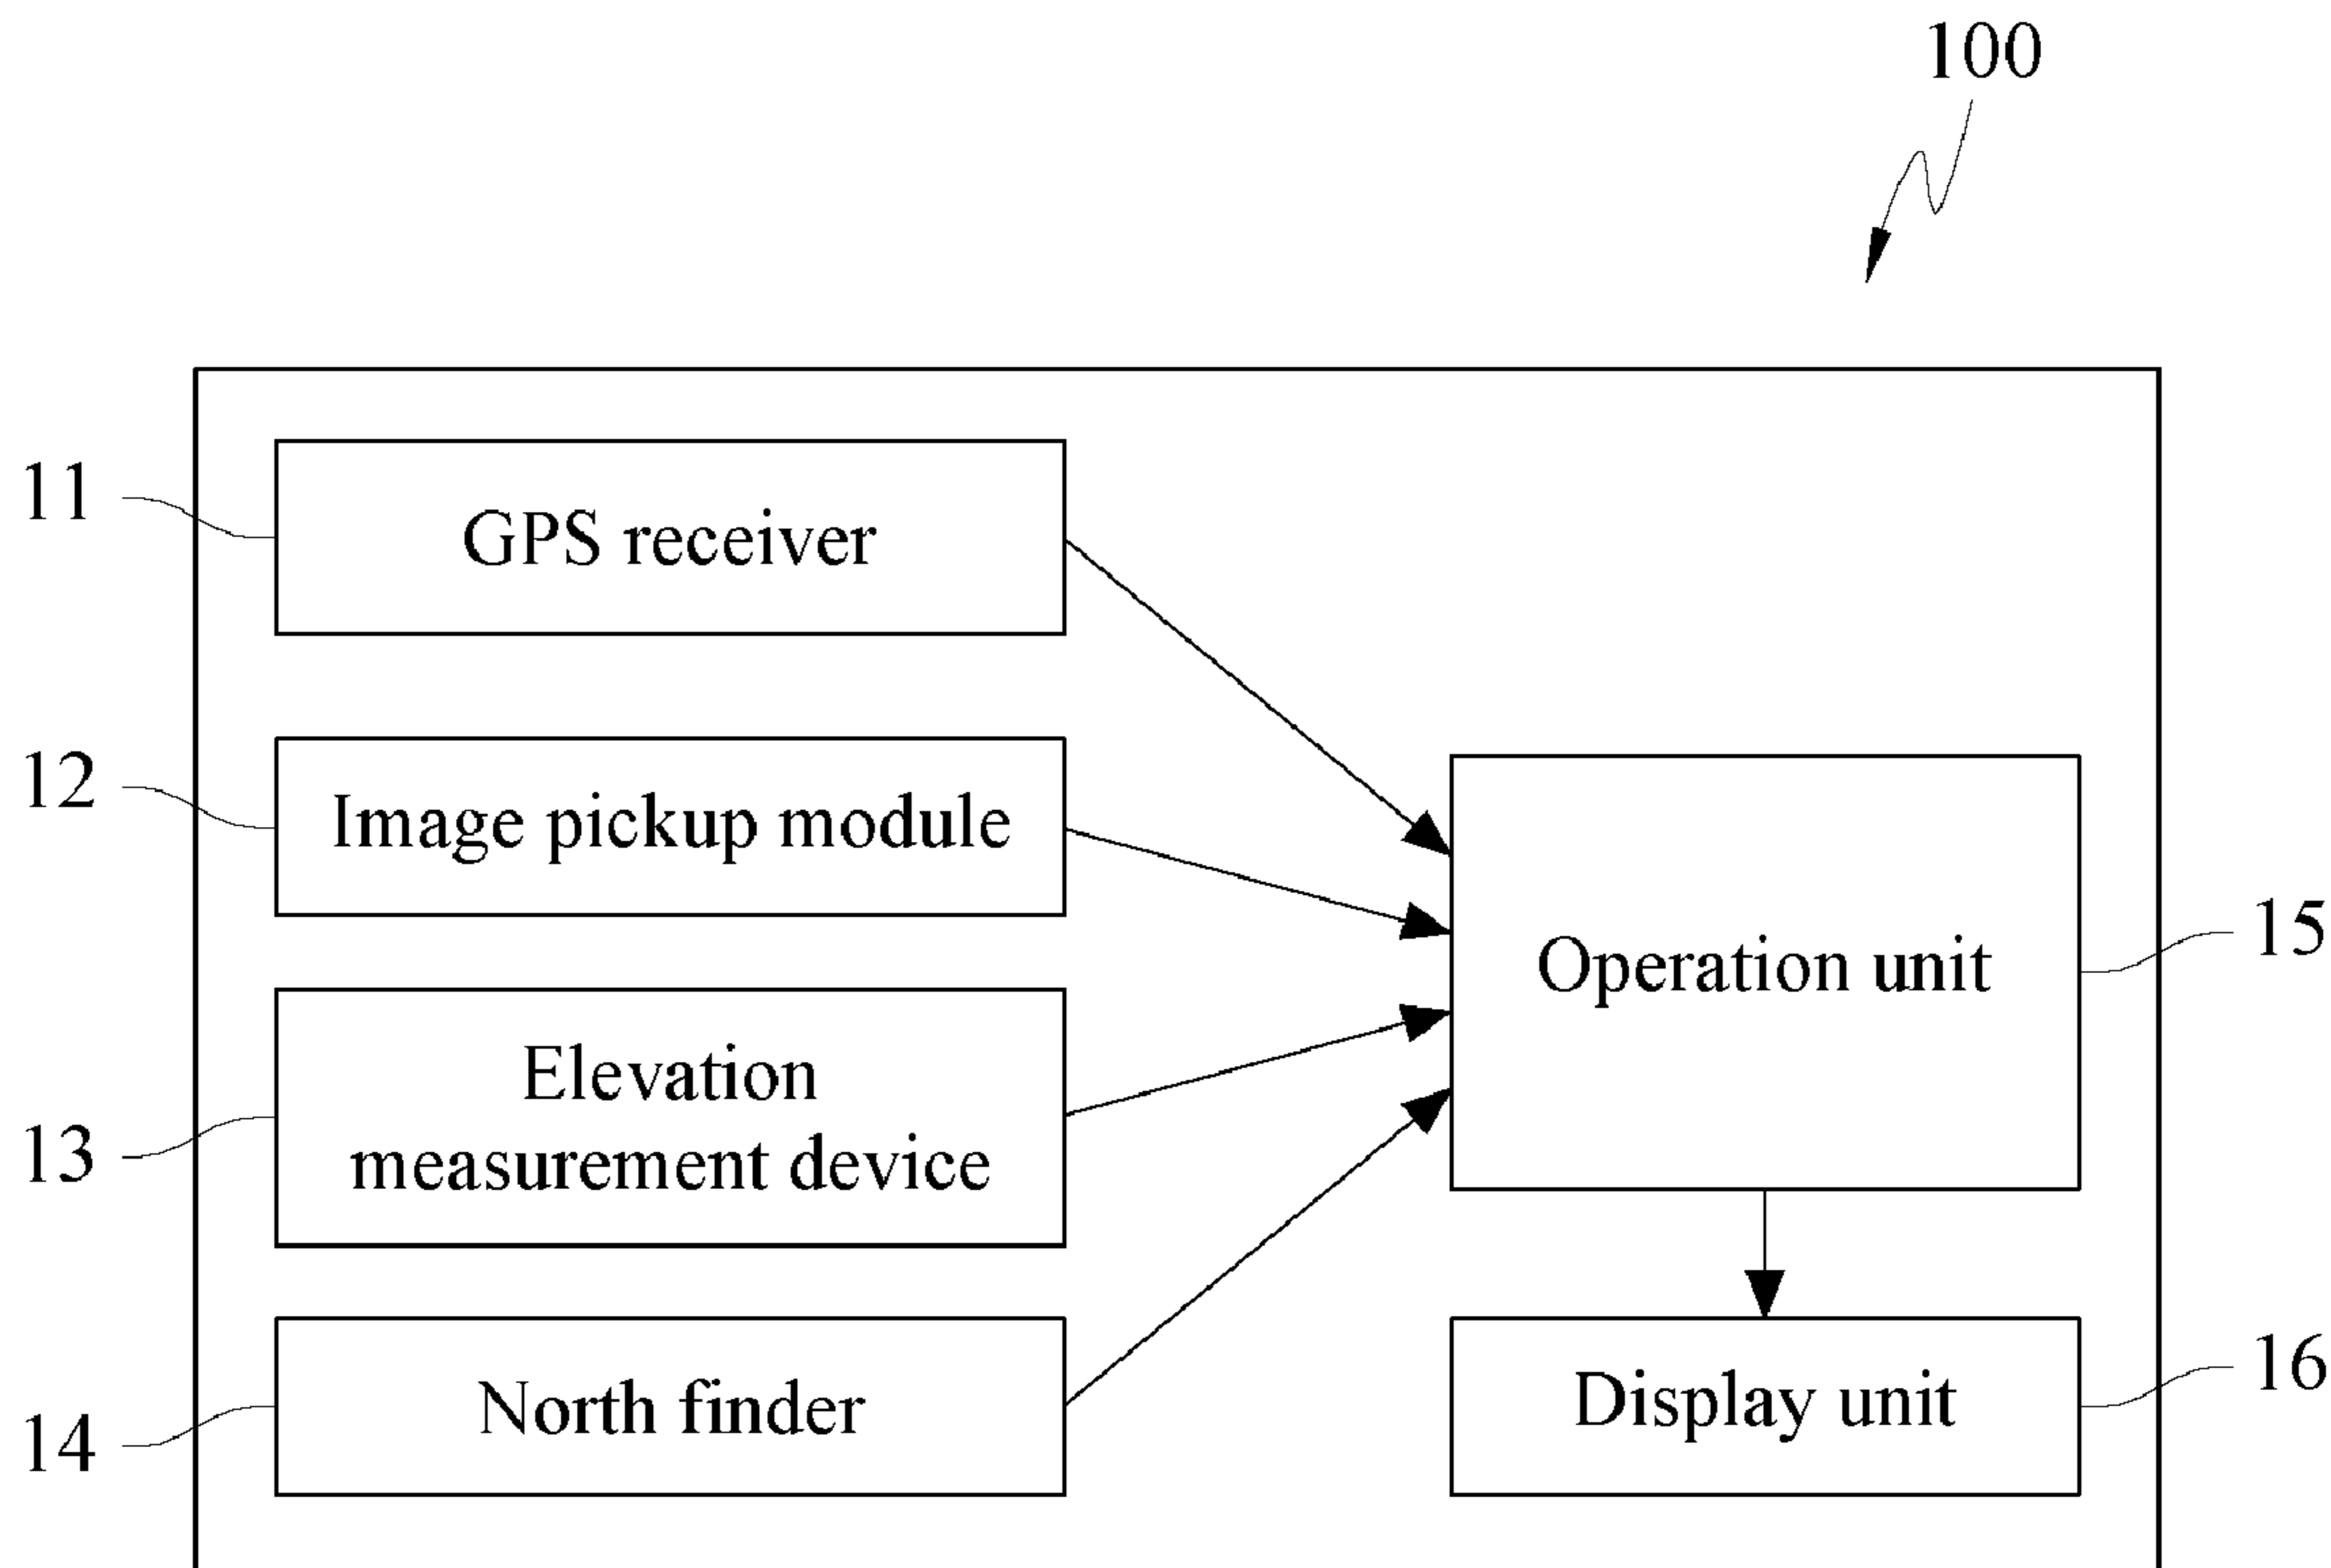 100
11
GPS receiver
12
Image pickup module
15
Operation unit
13
Elevation
measurement device
14
North finder
16
Display unit